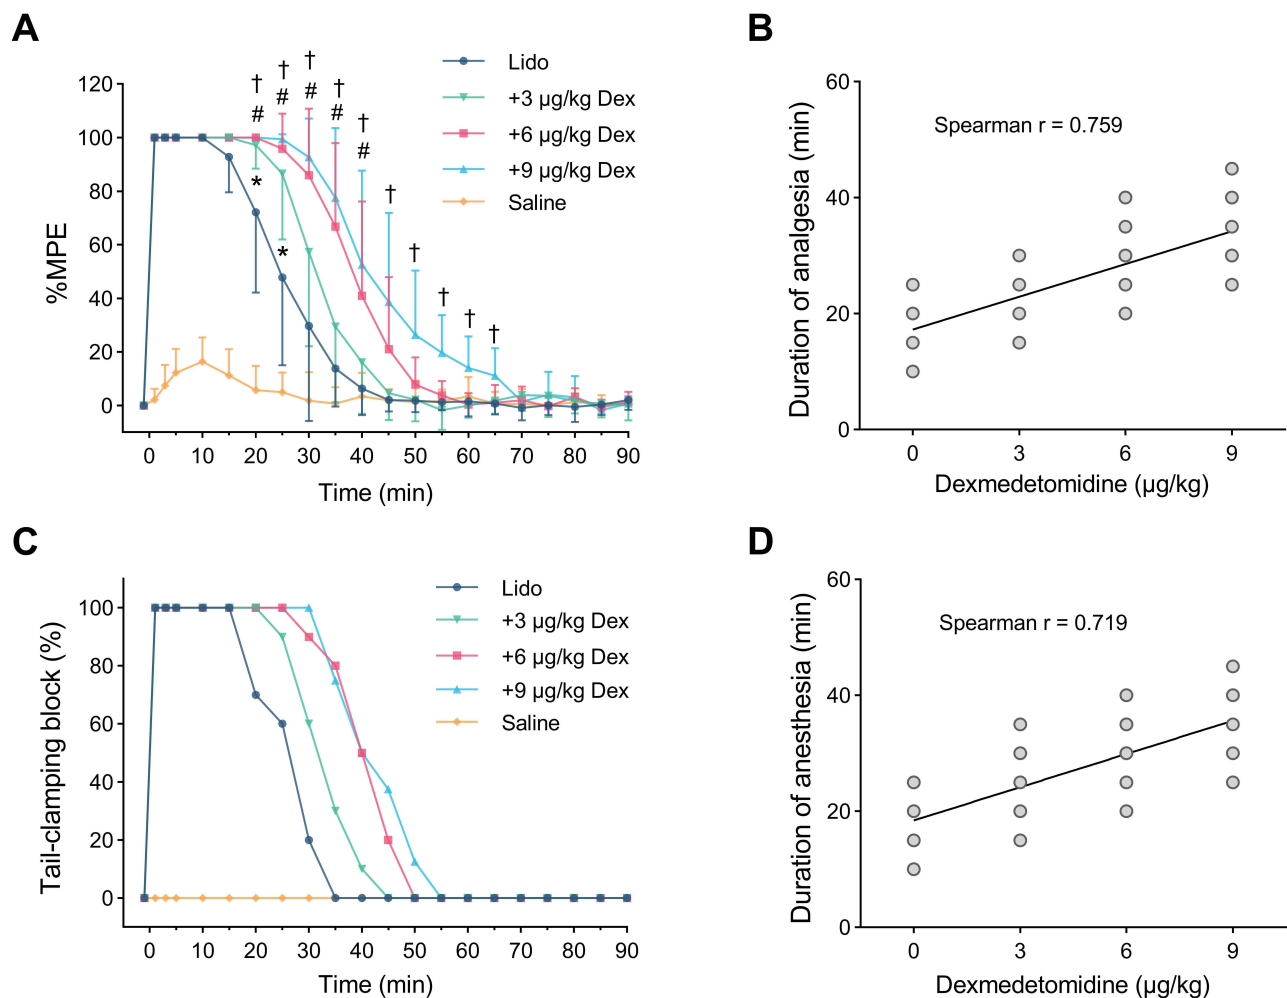 A
120
100
80
60
40
20
0
%MPE
† † † † † † † † † †
# # # # #
* *
Lido
+3 µg/kg Dex
+6 µg/kg Dex
+9 µg/kg Dex
Saline
0 10 20 30 40 50 60 70 80 90
Time (min)
B
60
40
20
0
Duration of analgesia (min)
Spearman r = 0.759
0 3 6 9
Dexmedetomidine (µg/kg)
C
100
80
60
40
20
0
Tail-clamping block (%)
Lido
+3 µg/kg Dex
+6 µg/kg Dex
+9 µg/kg Dex
Saline
0 10 20 30 40 50 60 70 80 90
Time (min)
D
60
40
20
0
Duration of anesthesia (min)
Spearman r = 0.719
0 3 6 9
Dexmedetomidine (µg/kg)